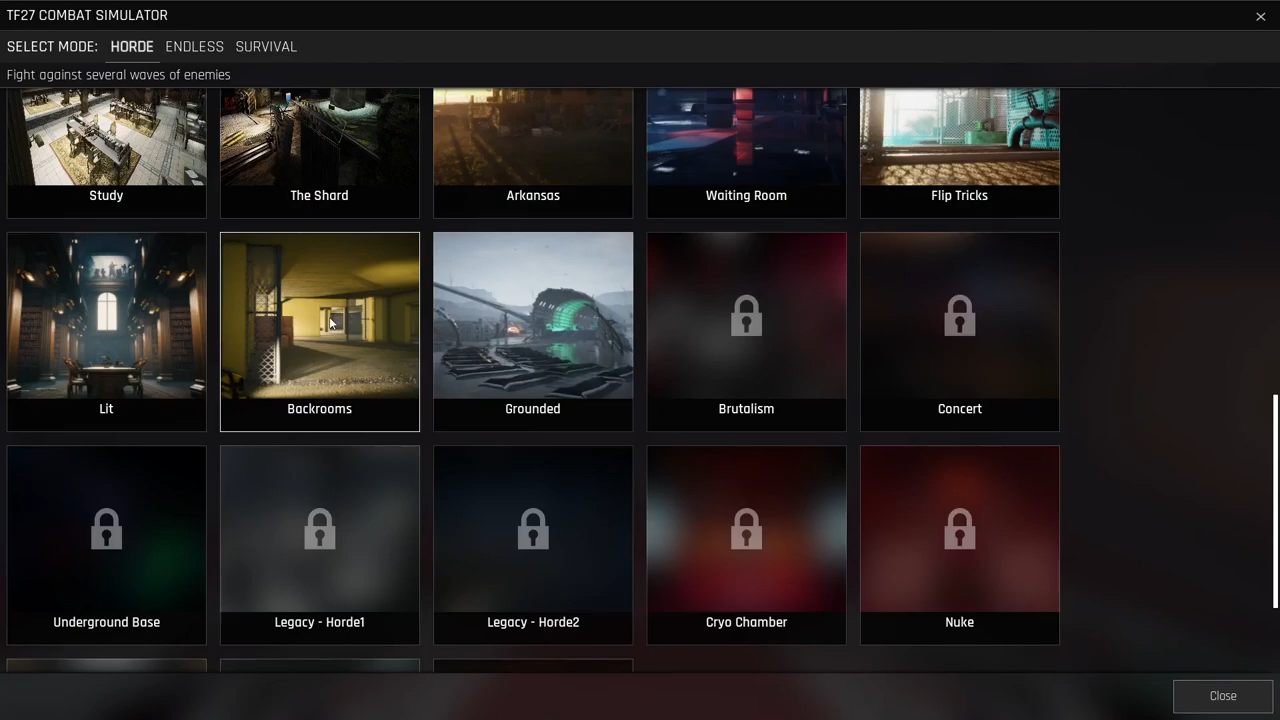 TF27 COMBAT SIMULATOR
SELECT MODE: HORDE ENDLESS SURVIVAL
Fight against several waves of enemies
Study
The Shard
Arkansas
Waiting Room
Flip Tricks
Lit
Backrooms
Grounded
Brutalism
Concert
Underground Base
Legacy - Horde1
Legacy - Horde2
Cryo Chamber
Nuke
Close